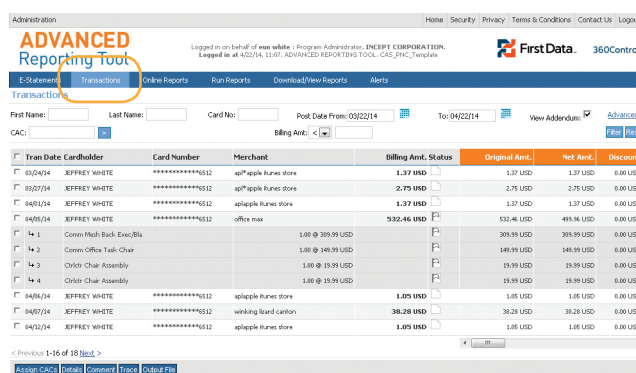 Administration Home Security Privacy Terms & Conditions Contact Us Logou
ADVANCED
Reporting Tool
Logged in on behalf of eun white : Program Administrator, INCEPT CORPORATION.
Logged in at 4/22/14, 11:07, ADVANCED REPORTING TOOL, CAS_PNC_Template
First Data. 360Contro
E-Statements Transactions Online Reports Run Reports Download/View Reports Alerts
Transactions
First Name: Last Name: Card No: Post Date From: 03/22/14 To: 04/22/14 View Addendum: Advanced
CAC: > Billing Amt: < Filter Res
Tran Date Cardholder Card Number Merchant Billing Amt. Status Original Amt. Net Amt. Discoun
03/24/14 JEFFREY WHITE ************6512 apl*apple itunes store 1.37 USD 1.37 USD 1.37 USD 0.00 US
03/27/14 JEFFREY WHITE ************6512 apl*apple itunes store 2.75 USD 2.75 USD 2.75 USD 0.00 US
04/01/14 JEFFREY WHITE ************6512 aplapple itunes store 1.37 USD 1.37 USD 1.37 USD 0.00 US
04/05/14 JEFFREY WHITE ************6512 office max 532.46 USD 532.46 USD 499.96 USD 0.00 US
↳ 1 Comm Mesh Back Exec/Bla 1.00 @ 309.99 USD 309.99 USD 309.99 USD 0.00 US
↳ 2 Comm Office Task Chair 1.00 @ 149.99 USD 149.99 USD 149.99 USD 0.00 US
↳ 3 Ctrlctr Chair Assembly 1.00 @ 19.99 USD 19.99 USD 19.99 USD 0.00 US
↳ 4 Ctrlctr Chair Assembly 1.00 @ 19.99 USD 19.99 USD 19.99 USD 0.00 US
04/06/14 JEFFREY WHITE ************6512 aplapple itunes store 1.05 USD 1.05 USD 1.05 USD 0.00 US
04/07/14 JEFFREY WHITE ************6512 winking lizard canton 38.28 USD 38.28 USD 38.28 USD 0.00 US
04/12/14 JEFFREY WHITE ************6512 aplapple itunes store 1.05 USD 1.05 USD 1.05 USD 0.00 US
< Previous 1-16 of 18 Next >
Assign CACs Details Comment Trace Output File